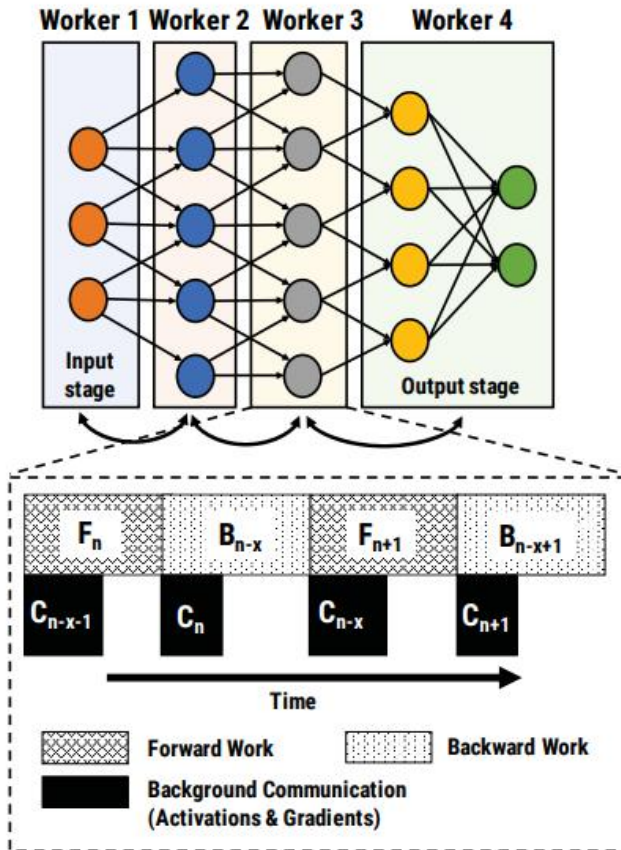 Worker 1 Worker 2 Worker 3 Worker 4
Input
stage
Output stage
Fₙ Bₙ₋ₓ Fₙ₊₁ Bₙ₋ₓ₊₁
Cₙ₋ₓ₋₁ Cₙ Cₙ₋ₓ Cₙ₊₁
Time
Forward Work Backward Work
Background Communication
(Activations & Gradients)